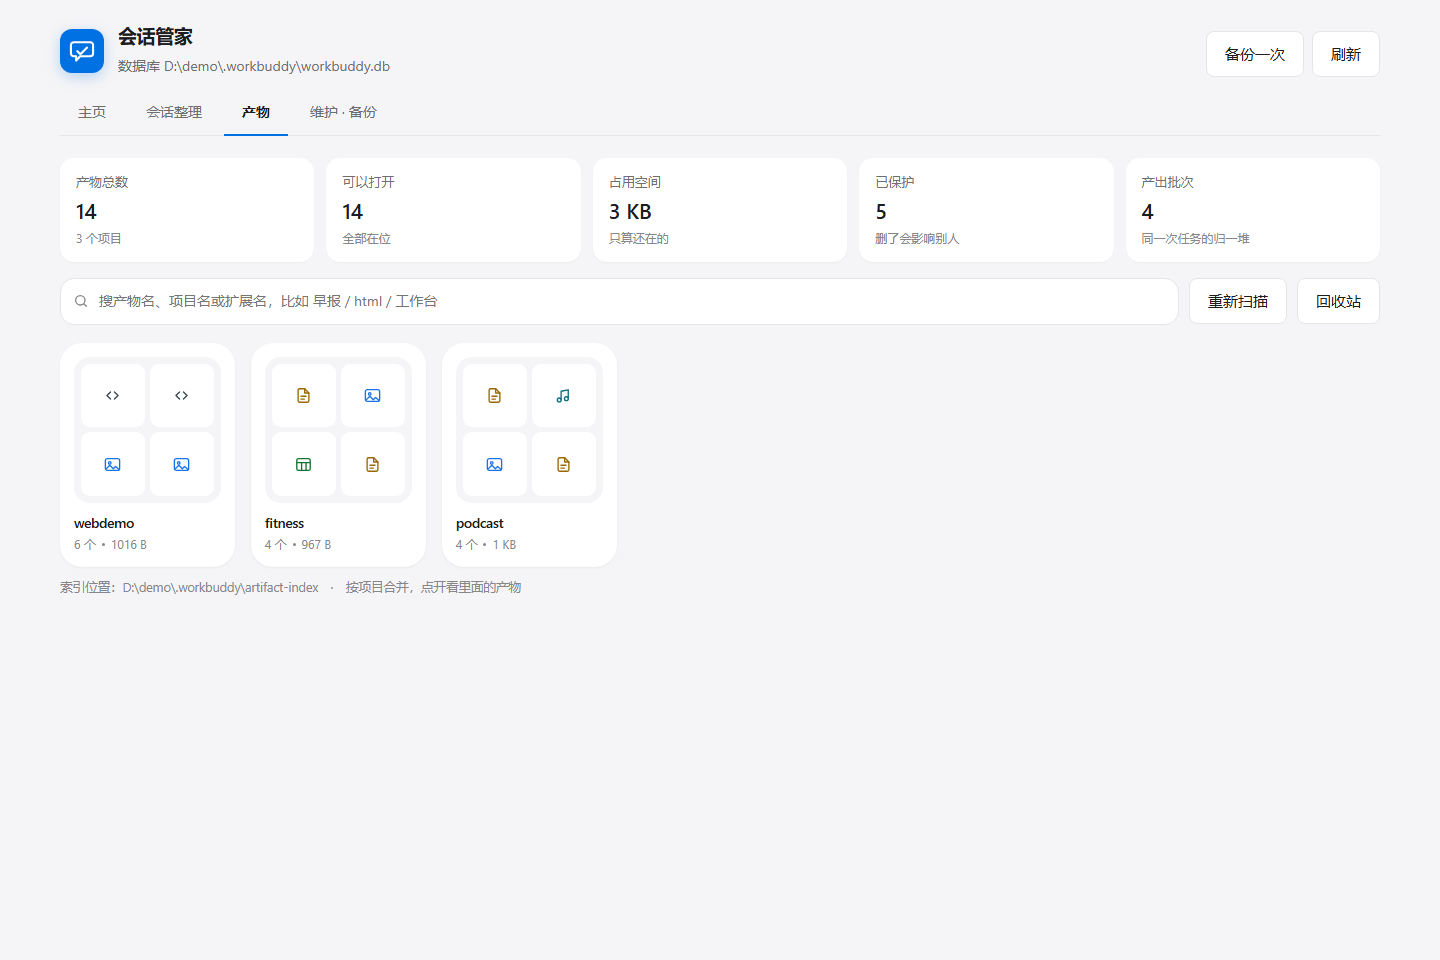 会话管家
数据库 D:\demo\.workbuddy\workbuddy.db
备份一次
刷新
主页
会话整理
产物
维护 · 备份
产物总数
14
3 个项目
可以打开
14
全部在位
占用空间
3 KB
只算还在的
已保护
5
删了会影响别人
产出批次
4
同一次任务的归一堆
搜产物名、项目名或扩展名，比如 早报 / html / 工作台
重新扫描
回收站
webdemo
6 个 • 1016 B
fitness
4 个 • 967 B
podcast
4 个 • 1 KB
索引位置：D:\demo\.workbuddy\artifact-index · 按项目合并，点开看里面的产物